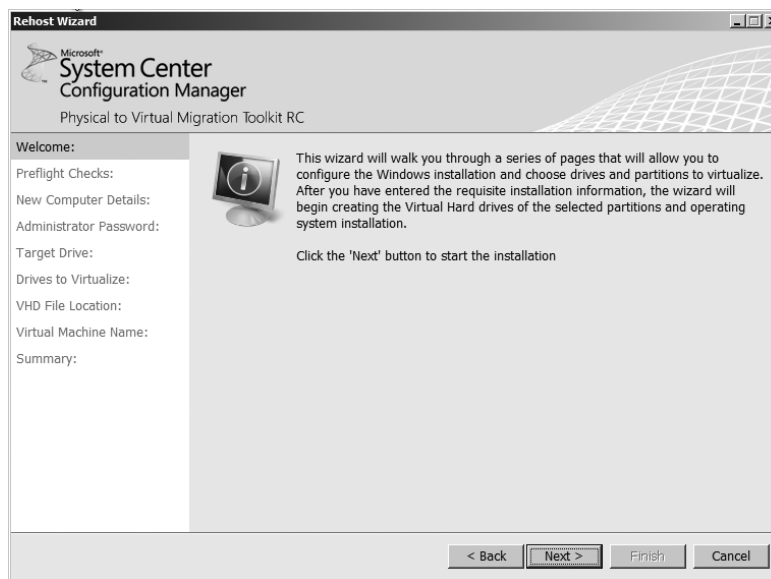 Rehost Wizard
Microsoft
System Center
Configuration Manager
Physical to Virtual Migration Toolkit RC
Welcome:
Preflight Checks:
New Computer Details:
Administrator Password:
Target Drive:
Drives to Virtualize:
VHD File Location:
Virtual Machine Name:
Summary:
This wizard will walk you through a series of pages that will allow you to
configure the Windows installation and choose drives and partitions to virtualize.
After you have entered the requisite installation information, the wizard will
begin creating the Virtual Hard drives of the selected partitions and operating
system installation.
Click the 'Next' button to start the installation
< Back
Next >
Finish
Cancel